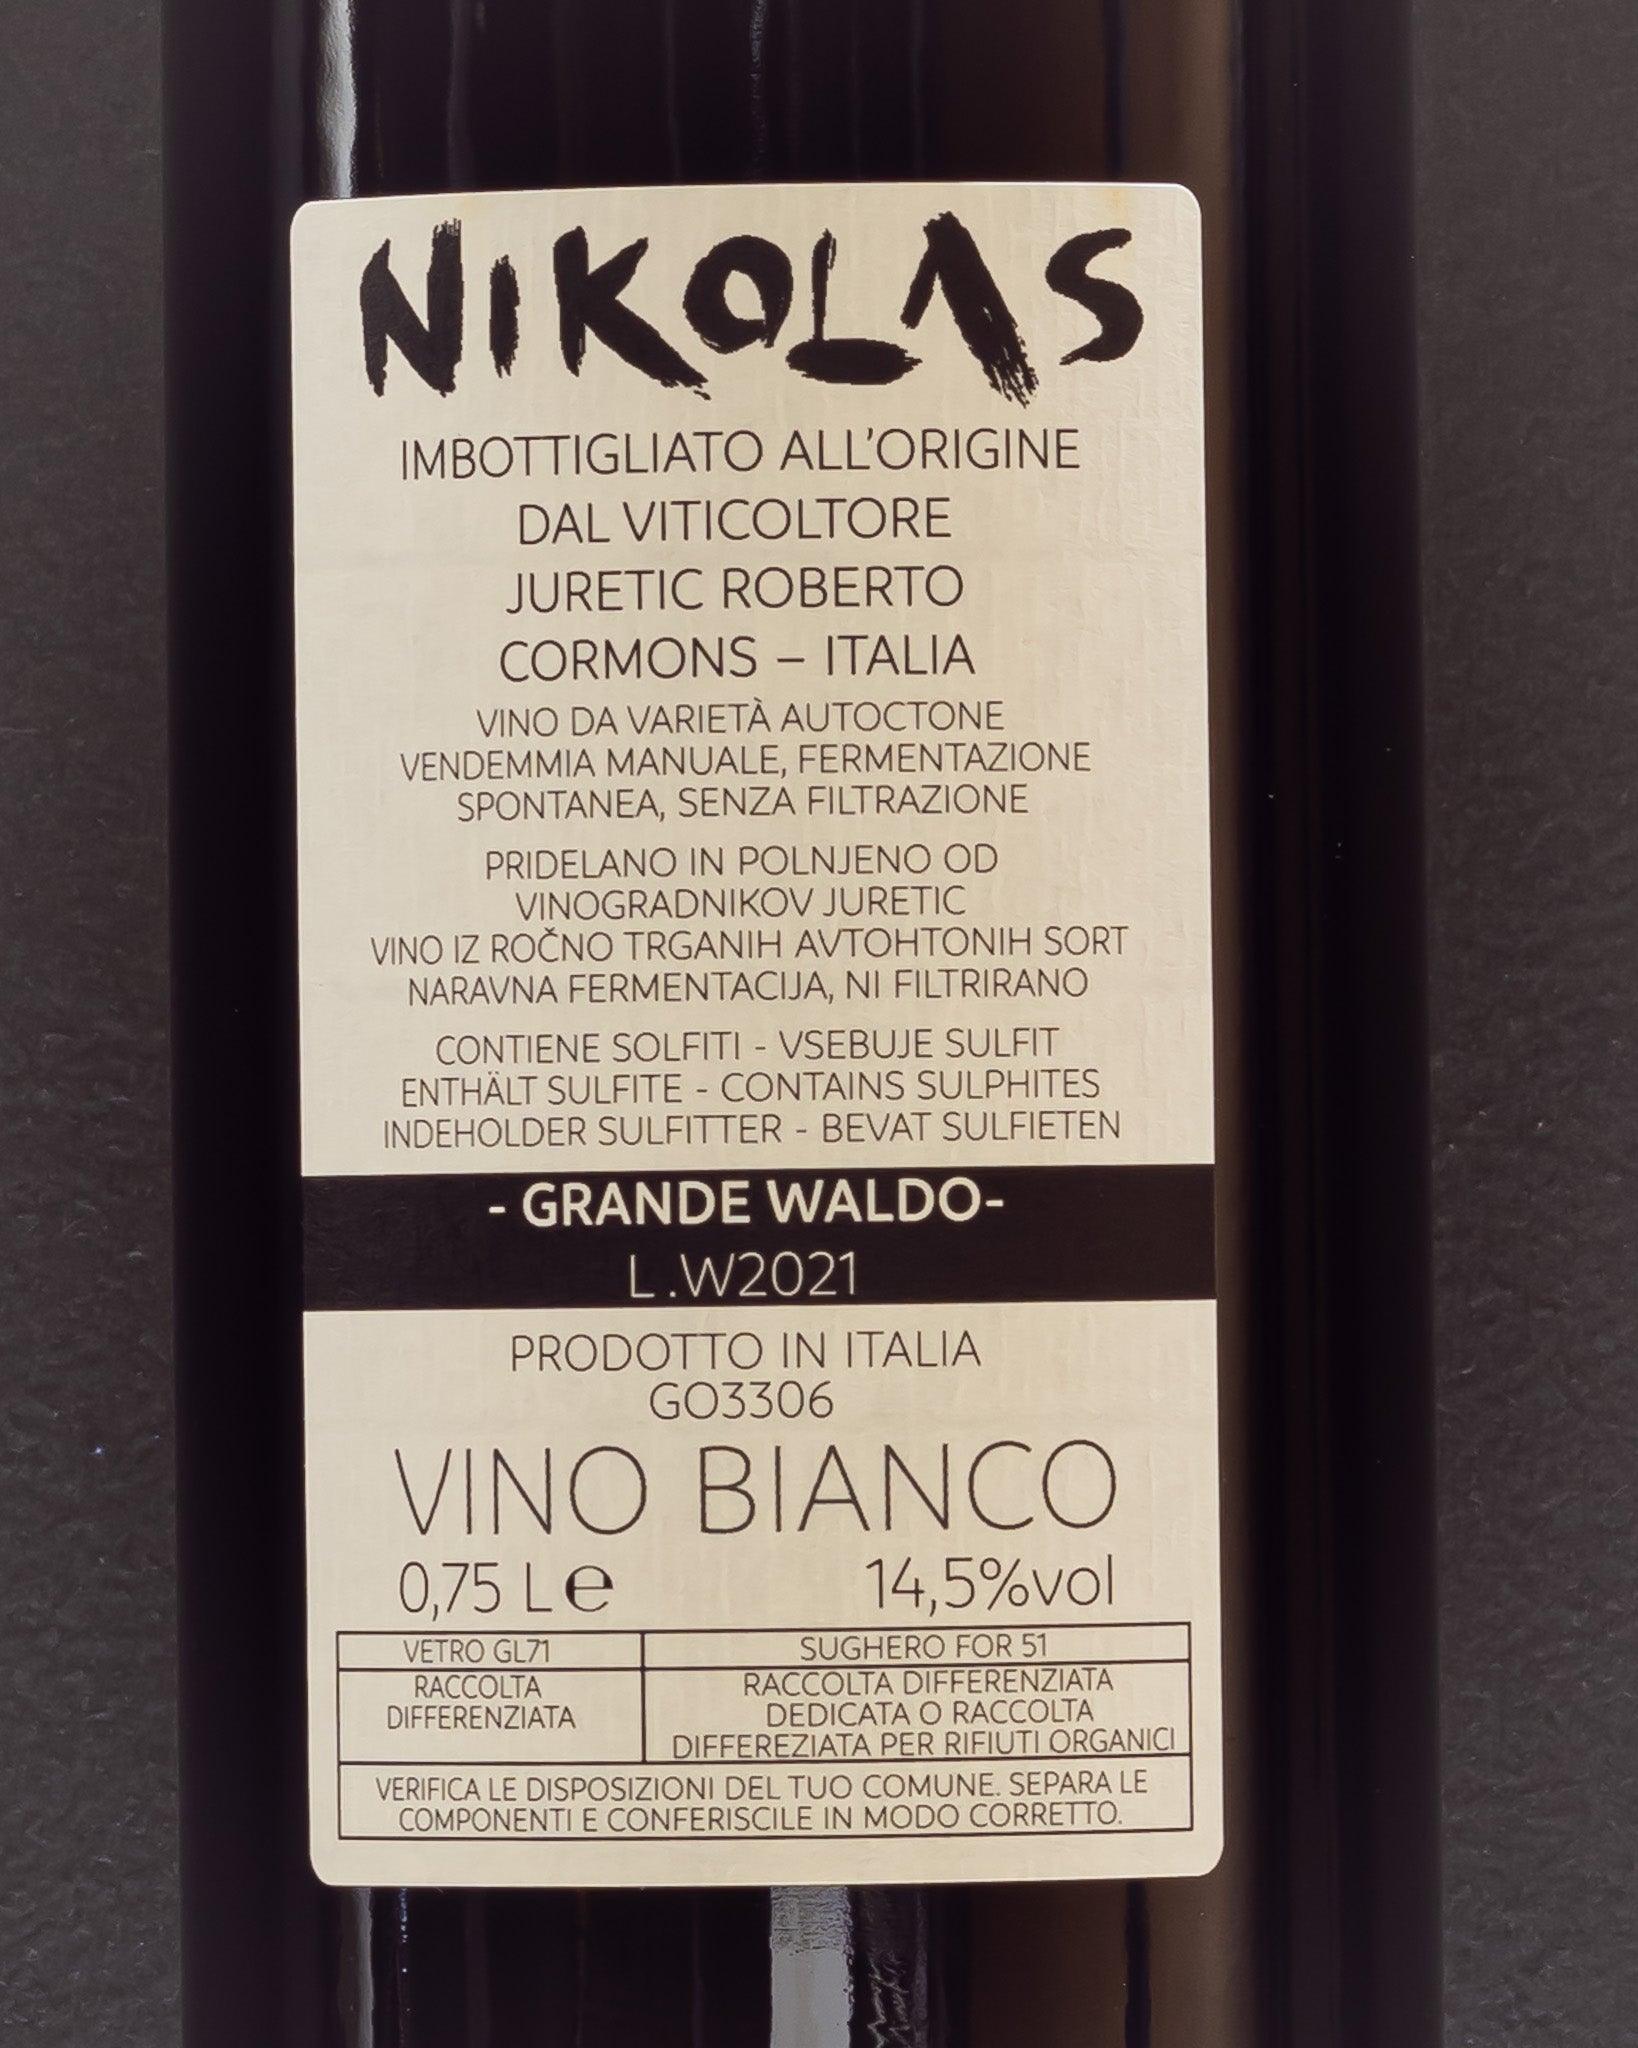 NIKOLAS
IMBOTTIGLIATO ALL'ORIGINE
DAL VITICOLTORE
JURETIC ROBERTO
CORMONS – ITALIA
VINO DA VARIETÀ AUTOCTONE
VENDEMMIA MANUALE, FERMENTAZIONE
SPONTANEA, SENZA FILTRAZIONE
PRIDELANO IN POLNJENO OD
VINOGRADNIKOV JURETIC
VINO IZ ROČNO TRGANIH AVTOHTONIH SORT
NARAVNA FERMENTACIJA, NI FILTRIRANO
CONTIENE SOLFITI - VSEBUJE SULFIT
ENTHÄLT SULFITE - CONTAINS SULPHITES
INDEHOLDER SULFITTER - BEVAT SULFIETEN
- GRANDE WALDO-
L .W2021
PRODOTTO IN ITALIA
GO3306
VINO BIANCO
0,75 L e 14,5%vol
VETRO GL71
RACCOLTA
DIFFERENZIATA
SUGHERO FOR 51
RACCOLTA DIFFERENZIATA
DEDICATA O RACCOLTA
DIFFEREZIATA PER RIFIUTI ORGANICI
VERIFICA LE DISPOSIZIONI DEL TUO COMUNE. SEPARA LE
COMPONENTI E CONFERISCILE IN MODO CORRETTO.